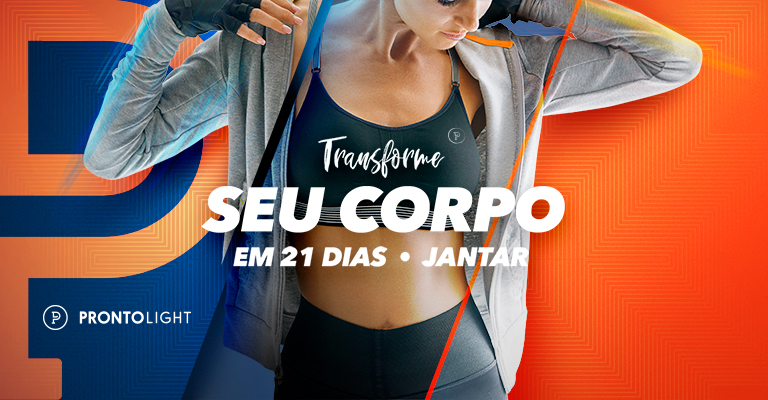 Transforme
SEU CORPO
EM 21 DIAS • JANTAR
PRONTOLIGHT